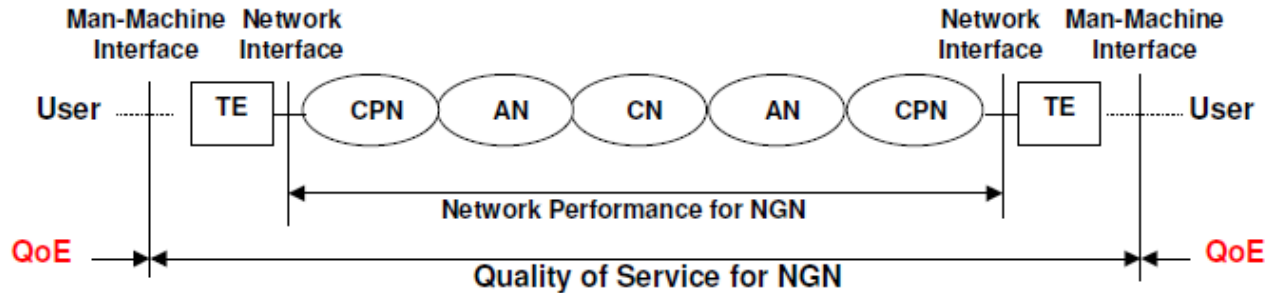 Man-Machine Interface
Network Interface
Network Interface
Man-Machine Interface
User
TE
CPN
AN
CN
AN
CPN
TE
User
Network Performance for NGN
QoE
Quality of Service for NGN
QoE